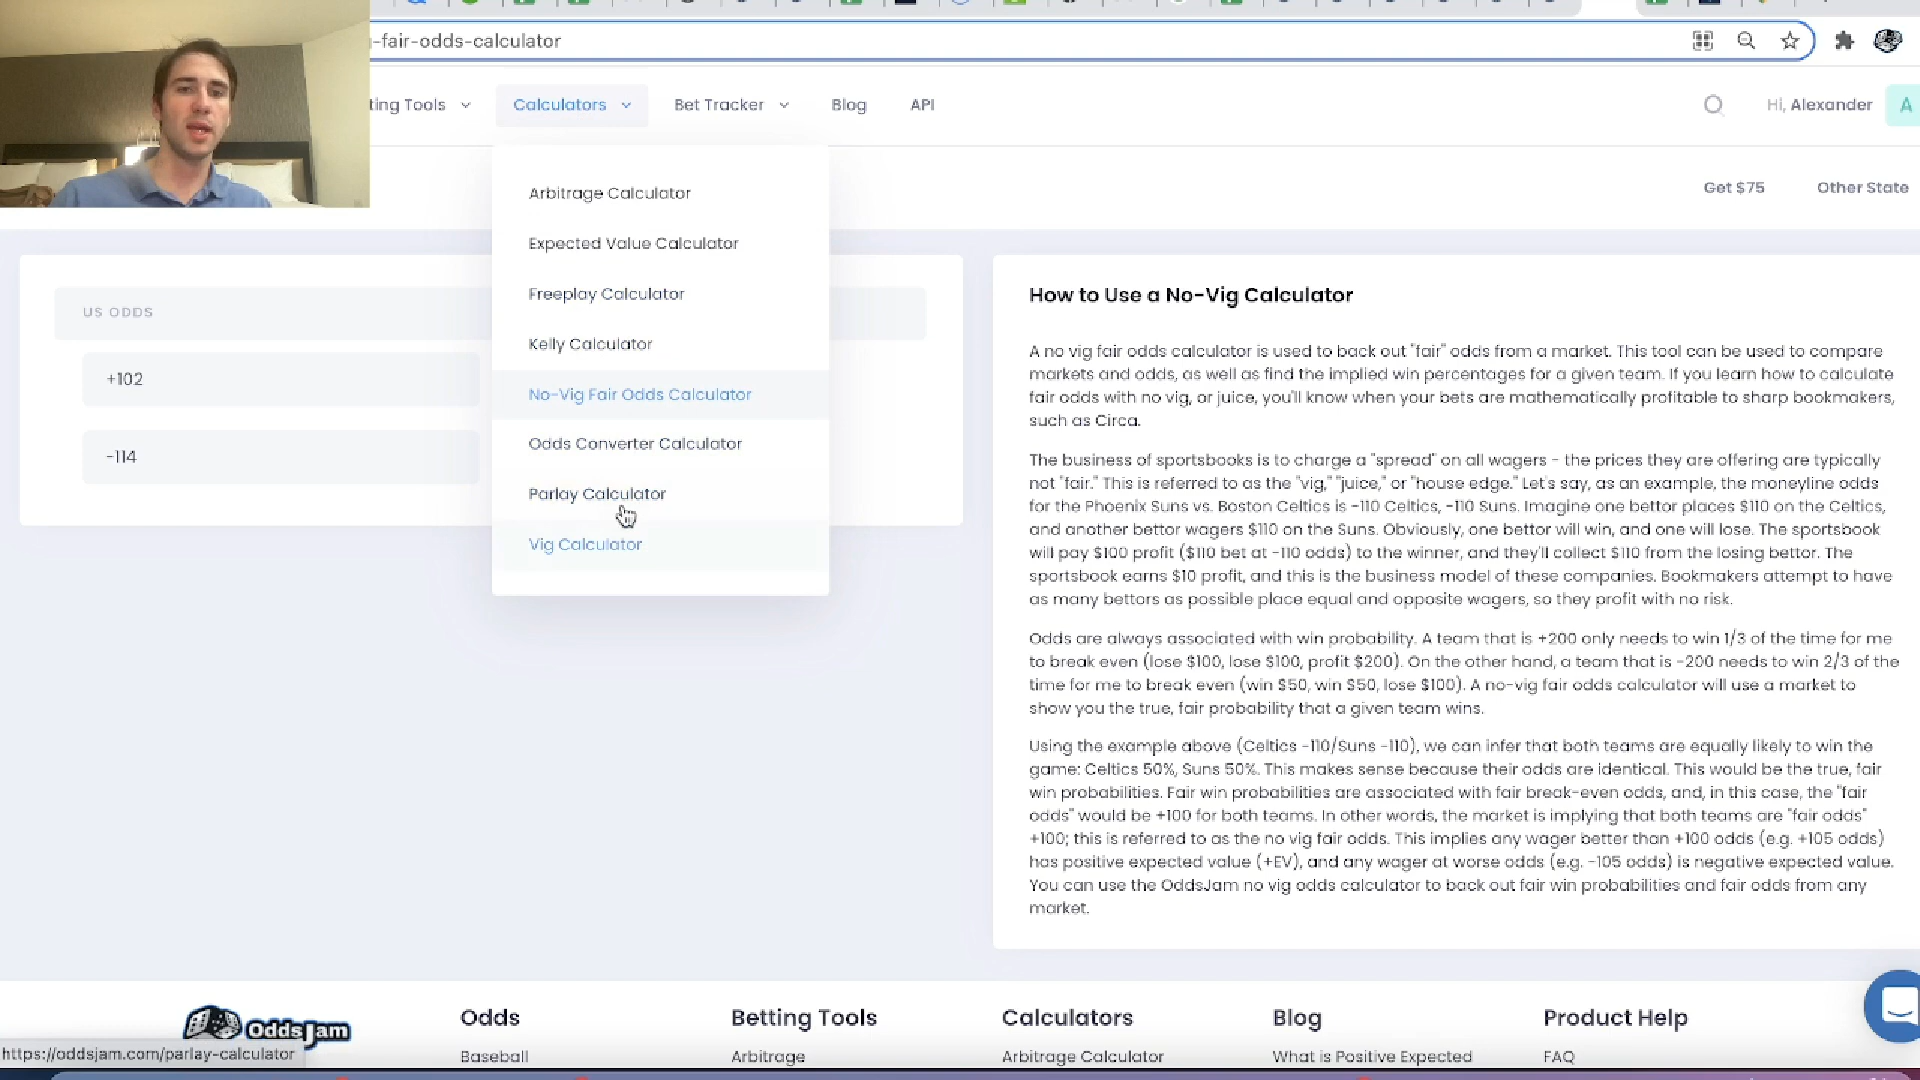 -fair-odds-calculator
ting Tools
Calculators
Bet Tracker
Blog
API
Hi, Alexander
A
Get $75
Other State
Arbitrage Calculator
Expected Value Calculator
Freeplay Calculator
Kelly Calculator
No-Vig Fair Odds Calculator
Odds Converter Calculator
Parlay Calculator
Vig Calculator
US ODDS
+102
-114
How to Use a No-Vig Calculator
A no vig fair odds calculator is used to back out "fair" odds from a market. This tool can be used to compare
markets and odds, as well as find the implied win percentages for a given team. If you learn how to calculate
fair odds with no vig, or juice, you'll know when your bets are mathematically profitable to sharp bookmakers,
such as Circa.
The business of sportsbooks is to charge a "spread" on all wagers - the prices they are offering are typically
not "fair." This is referred to as the "vig," "juice," or "house edge." Let's say, as an example, the moneyline odds
for the Phoenix Suns vs. Boston Celtics is -110 Celtics, -110 Suns. Imagine one bettor places $110 on the Celtics,
and another bettor wagers $110 on the Suns. Obviously, one bettor will win, and one will lose. The sportsbook
will pay $100 profit ($110 bet at -110 odds) to the winner, and they'll collect $110 from the losing bettor. The
sportsbook earns $10 profit, and this is the business model of these companies. Bookmakers attempt to have
as many bettors as possible place equal and opposite wagers, so they profit with no risk.
Odds are always associated with win probability. A team that is +200 only needs to win 1/3 of the time for me
to break even (lose $100, lose $100, profit $200). On the other hand, a team that is -200 needs to win 2/3 of the
time for me to break even (win $50, win $50, lose $100). A no-vig fair odds calculator will use a market to
show you the true, fair probability that a given team wins.
Using the example above (Celtics -110/Suns -110), we can infer that both teams are equally likely to win the
game: Celtics 50%, Suns 50%. This makes sense because their odds are identical. This would be the true, fair
win probabilities. Fair win probabilities are associated with fair break-even odds, and, in this case, the "fair
odds" would be +100 for both teams. In other words, the market is implying that both teams are "fair odds"
+100; this is referred to as the no vig fair odds. This implies any wager better than +100 odds (e.g. +105 odds)
has positive expected value (+EV), and any wager at worse odds (e.g. -105 odds) is negative expected value.
You can use the OddsJam no vig odds calculator to back out fair win probabilities and fair odds from any
market.
OddsJam
Odds
Betting Tools
Calculators
Blog
Product Help
https://oddsjam.com/parlay-calculator
Baseball
Arbitrage
Arbitrage Calculator
What is Positive Expected
FAQ